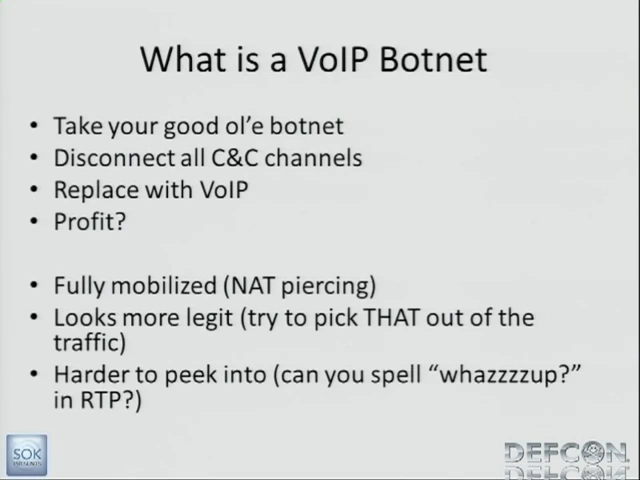 What is a VoIP Botnet
• Take your good ol'e botnet
• Disconnect all C&C channels
• Replace with VoIP
• Profit?
• Fully mobilized (NAT piercing)
• Looks more legit (try to pick THAT out of the
traffic)
• Harder to peek into (can you spell “whazzzzup?”
in RTP?)
SOK
PRESENTS
DEFCON